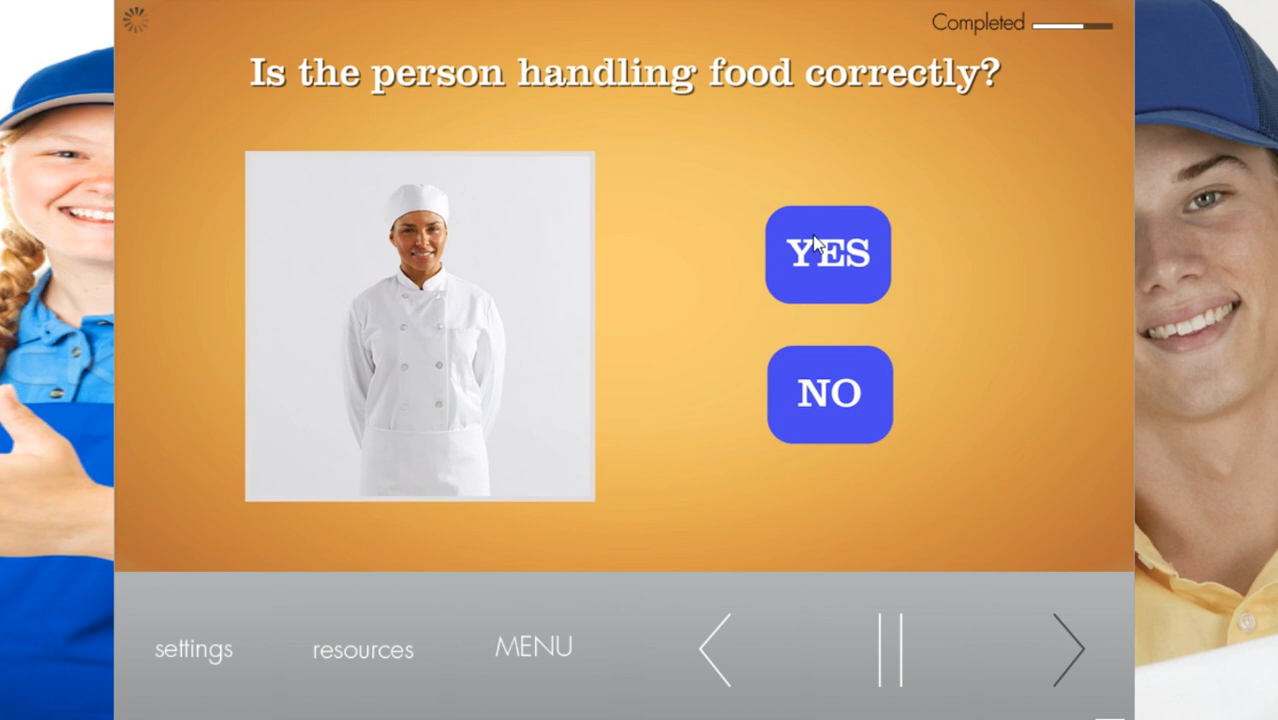 Completed
Is the person handling food correctly?
YES
NO
settings
resources
MENU